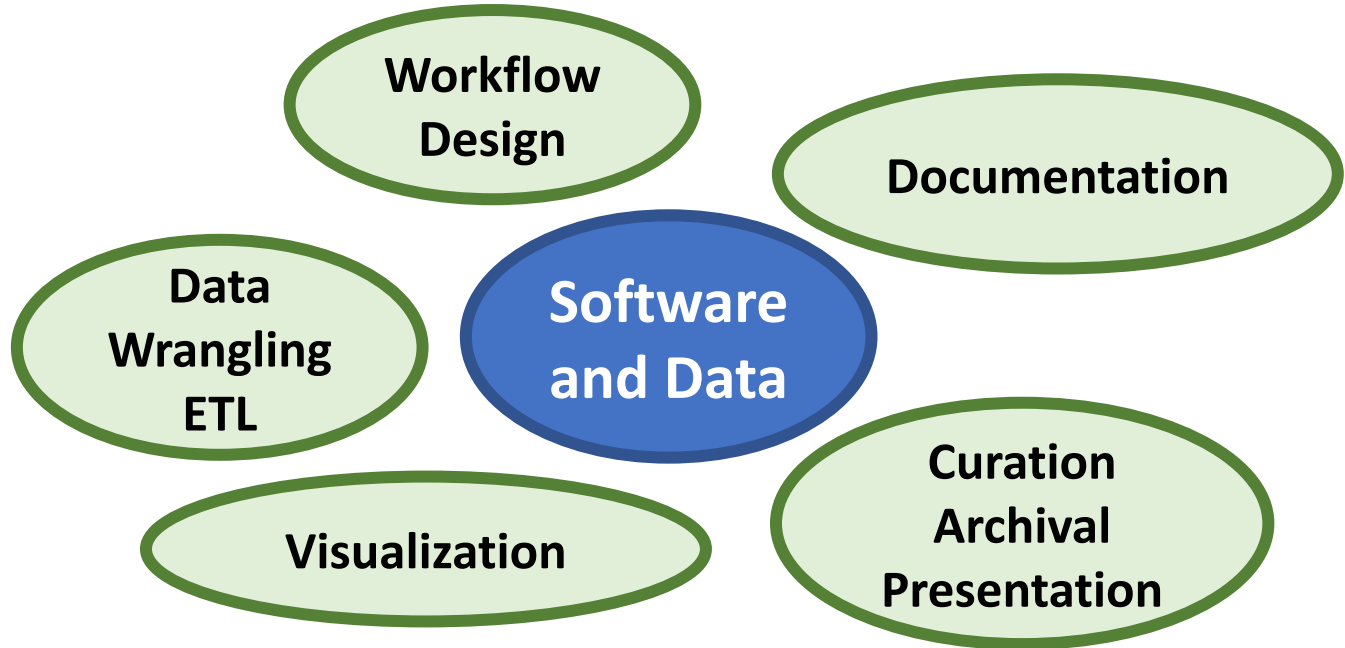 Workflow
Design
Documentation
Data
Wrangling
ETL
Software
and Data
Visualization
Curation
Archival
Presentation